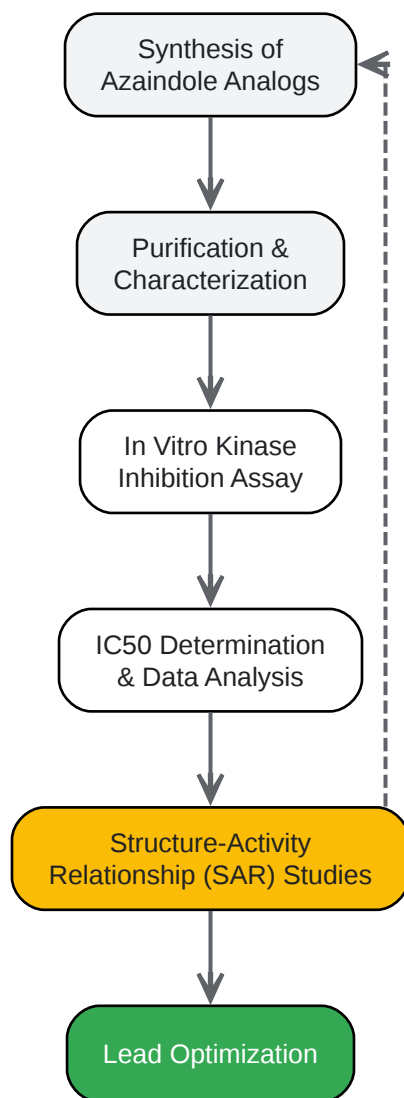 Synthesis of
Azaindole Analogs
Purification &
Characterization
In Vitro Kinase
Inhibition Assay
IC50 Determination
& Data Analysis
Structure-Activity
Relationship (SAR) Studies
Lead Optimization